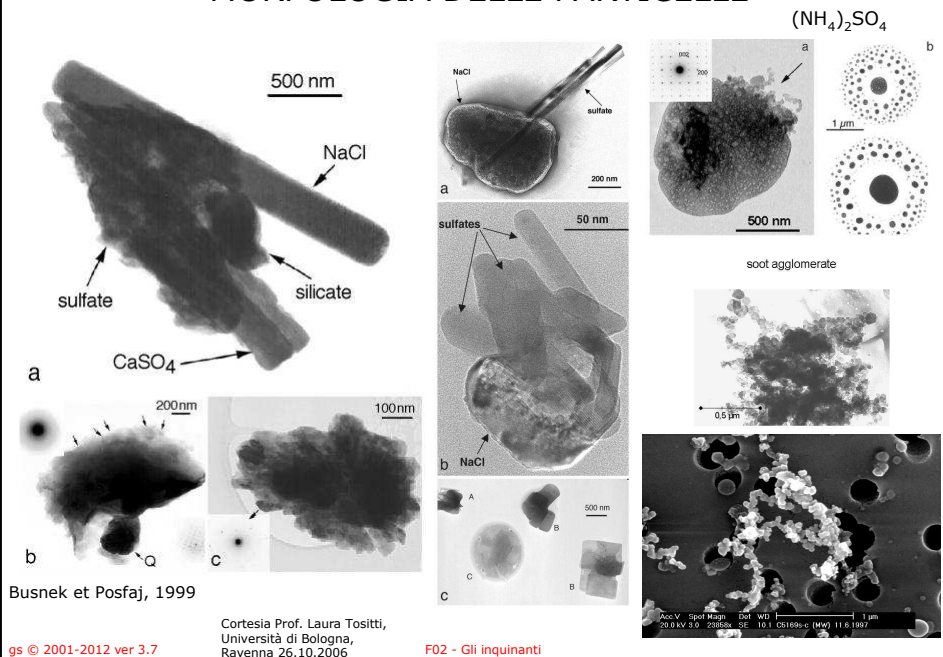 MORFOLOGIA DELLE PARTICELLE
(NH4)2SO4
500 nm
NaCl
sulfate
silicate
CaSO4
a
200nm
b
Q
100nm
c
Busnek et Posfaj, 1999
NaCl
sulfate
200 nm
a
sulfates
50 nm
b
NaCl
A
500 nm
B
C
B
c
002
200
a
500 nm
b
1 µm
soot agglomerate
0,5 µm
Acc.V Spot Magn Det WD 1 µm
20.0 kV 3.0 23858x SE 10.1 C5169s-c (MW) 11.6.1997
gs © 2001-2012 ver 3.7
Cortesia Prof. Laura Tositti,
Università di Bologna,
Ravenna 26.10.2006
F02 - Gli inquinanti